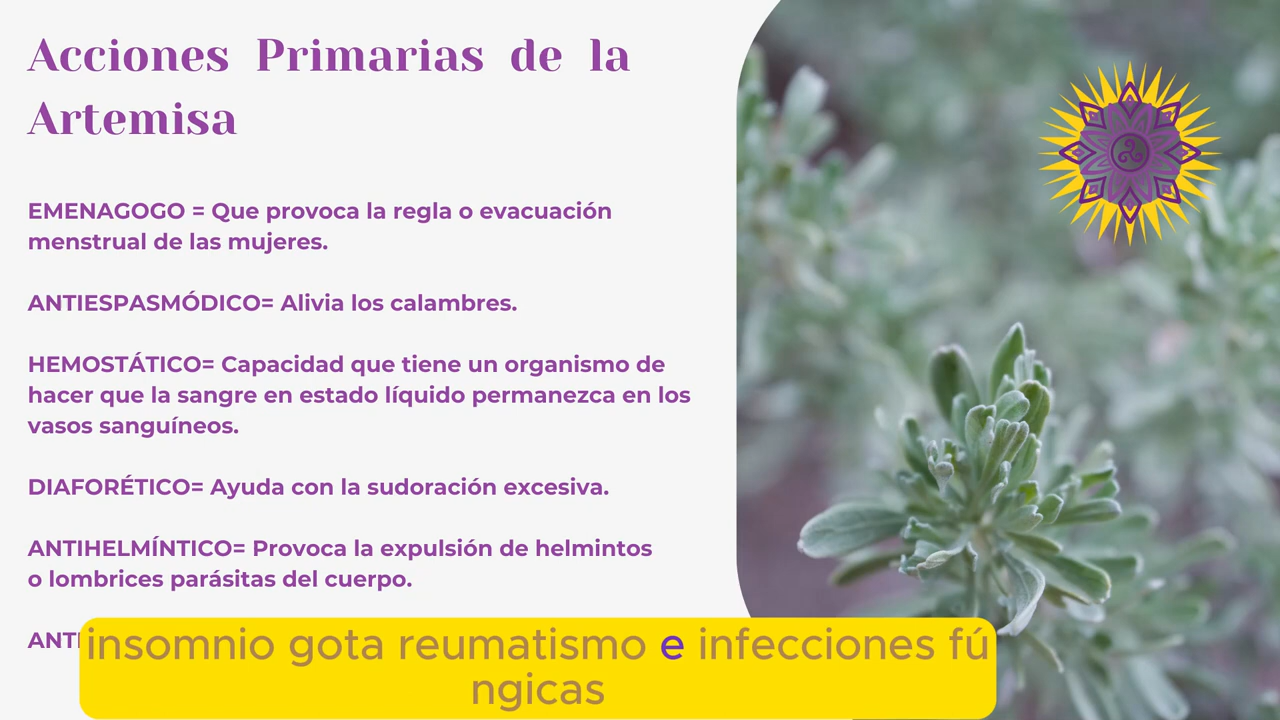 Acciones Primarias de la
Artemisa
EMENAGOGO = Que provoca la regla o evacuación
menstrual de las mujeres.
ANTIESPASMÓDICO= Alivia los calambres.
HEMOSTÁTICO= Capacidad que tiene un organismo de
hacer que la sangre en estado líquido permanezca en los
vasos sanguíneos.
DIAFORÉTICO= Ayuda con la sudoración excesiva.
ANTIHELMÍNTICO= Provoca la expulsión de helmintos
o lombrices parásitas del cuerpo.
insomnio gota reumatismo e infecciones fú
ngicas